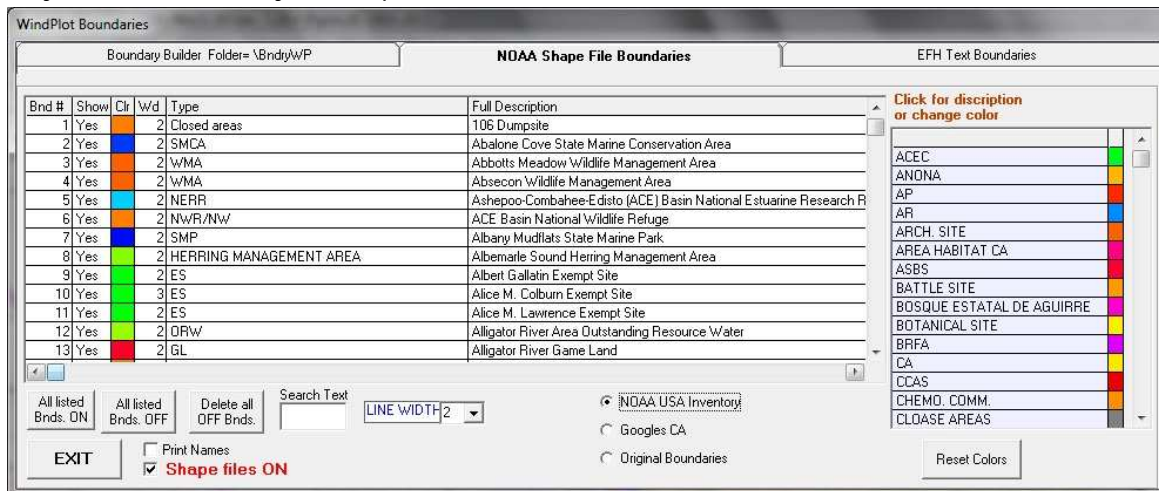 WindPlot Boundaries
Boundary Builder Folder= \BndryWP
NOAA Shape File Boundaries
EFH Text Boundaries
Bnd # Show Clr Wd Type Full Description
1 Yes 2 Closed areas 106 Dumpsite
2 Yes 2 SMCA Abalone Cove State Marine Conservation Area
3 Yes 2 WMA Abbotts Meadow Wildlife Management Area
4 Yes 2 WMA Absecon Wildlife Management Area
5 Yes 2 NERR Ashepoo-Combahee-Edisto (ACE) Basin National Estuarine Research R
6 Yes 2 NWR/NW ACE Basin National Wildlife Refuge
7 Yes 2 SMP Albany Mudflats State Marine Park
8 Yes 2 HERRING MANAGEMENT AREA Albemarle Sound Herring Management Area
9 Yes 2 ES Albert Gallatin Exempt Site
10 Yes 3 ES Alice M. Colburn Exempt Site
11 Yes 2 ES Alice M. Lawrence Exempt Site
12 Yes 2 ORW Alligator River Area Outstanding Resource Water
13 Yes 2 GL Alligator River Game Land
Click for discription
or change color
ACEC
ANONA
AP
AR
ARCH. SITE
AREA HABITAT CA
ASBS
BATTLE SITE
BOSQUE ESTATAL DE AGUIRRE
BOTANICAL SITE
BRFA
CA
CCAS
CHEMO. COMM.
CLOASE AREAS
All listed
Bnds. ON
All listed
Bnds. OFF
Delete all
OFF Bnds.
Search Text
LINE WIDTH 2
NOAA USA Inventory
Googles CA
Original Boundaries
EXIT
Print Names
Shape files ON
Reset Colors